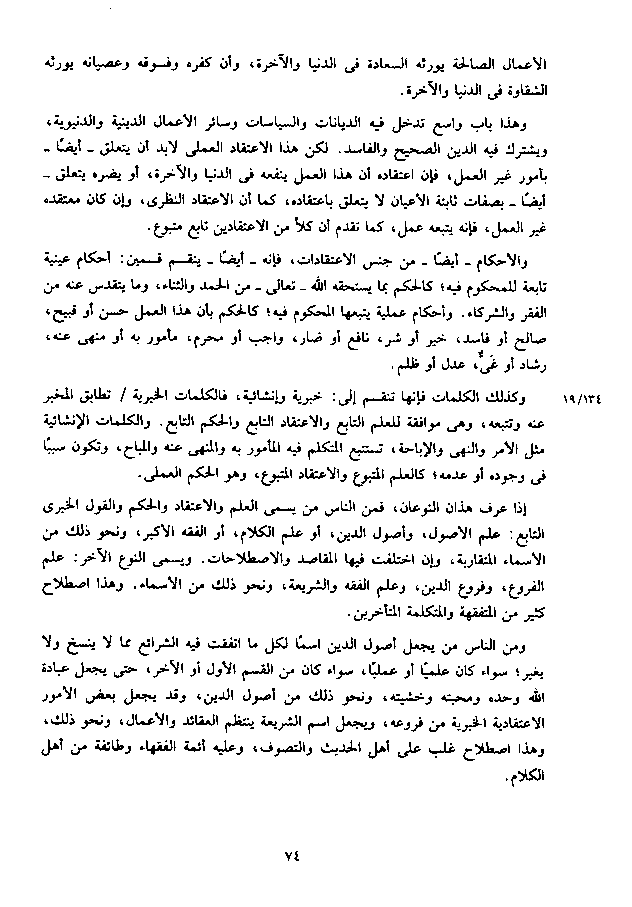 الأعمال الصالحة يورثه السعادة فى الدنيا والآخرة، وأن كفره وفسوقه وعصيانه يورثه
الشقاوة فى الدنيا والآخرة.
وهذا باب واسع تدخل فيه الديانات والسياسات وسائر الأعمال الدينية والدنيوية،
ويشترك فيه الدين الصحيح والفاسد. لكن هذا الاعتقاد العملى لابد أن يتعلق ـ أيضًا ـ
بأمور غير العمل، فإن اعتقاده أن هذا العمل ينفعه فى الدنيا والآخرة، أو يضره يتعلق ـ
أيضًا ـ بصفات ثابتة الأعيان لا يتعلق باعتقاده، كما أن الاعتقاد النظرى، وإن كان معتقده
غير العمل، فإنه يتبعه عمل، كما تقدم أن كلاً من الاعتقادين تابع متبوع.
والأحكام ـ أيضًا ـ من جنس الاعتقادات، فإنه ـ أيضًا ـ ينقسم قسمين: أحكام عينية
تابعة للمحكوم فيه؛ كالحكم بما يستحقه الله ـ تعالى ـ من الحمد والثناء، وما يتقدس عنه من
الفقر والشركاء. وأحكام عملية يتبعها المحكوم فيه؛ كالحكم بأن هذا العمل حسن أو قبيح،
صالح أو فاسد، خير أو شر، نافع أو ضار، واجب أو محرم، مأمور به أو منهى عنه،
رشاد أو غىٌّ، عدل أو ظلم.
١٩/١٣٤ وكذلك الكلمات فإنها تنقسم إلى: خبرية وإنشائية، فالكلمات الخبرية / تطابق المخبر
عنه وتتبعه، وهى موافقة للعلم التابع والاعتقاد التابع والحكم التابع. والكلمات الإنشائية
مثل الأمر والنهى والإباحة، تستتبع المتكلم فيه المأمور به والمنهى عنه والمباح، وتكون سببًا
فى وجوده أو عدمه؛ كالعلم المتبوع والاعتقاد المتبوع، وهو الحكم العملى.
إذا عرف هذان النوعان، فمن الناس من يسمى العلم والاعتقاد والحكم والقول الخبرى
التابع: علم الأصول، وأصول الدين، أو علم الكلام، أو الفقه الأكبر، ونحو ذلك من
الأسماء المتقاربة، وإن اختلفت فيها المقاصد والاصطلاحات. ويسمى النوع الآخر: علم
الفروع، وفروع الدين، وعلم الفقه والشريعة، ونحو ذلك من الأسماء. وهذا اصطلاح
كثير من المتفقهة والمتكلمة المتأخرين.
ومن الناس من يجعل أصول الدين اسمًا لكل ما اتفقت فيه الشرائع مما لا ينسخ ولا
يغير؛ سواء كان علميًا أو عمليًا، سواء كان من القسم الأول أو الآخر، حتى يجعل عبادة
الله وحده ومحبته وخشيته، ونحو ذلك من أصول الدين، وقد يجعل بعض الأمور
الاعتقادية الخبرية من فروعه، ويجعل اسم الشريعة ينتظم العقائد والأعمال، ونحو ذلك،
وهذا اصطلاح غلب على أهل الحديث والتصوف، وعليه أئمة الفقهاء وطائفة من أهل
الكلام.
٧٤